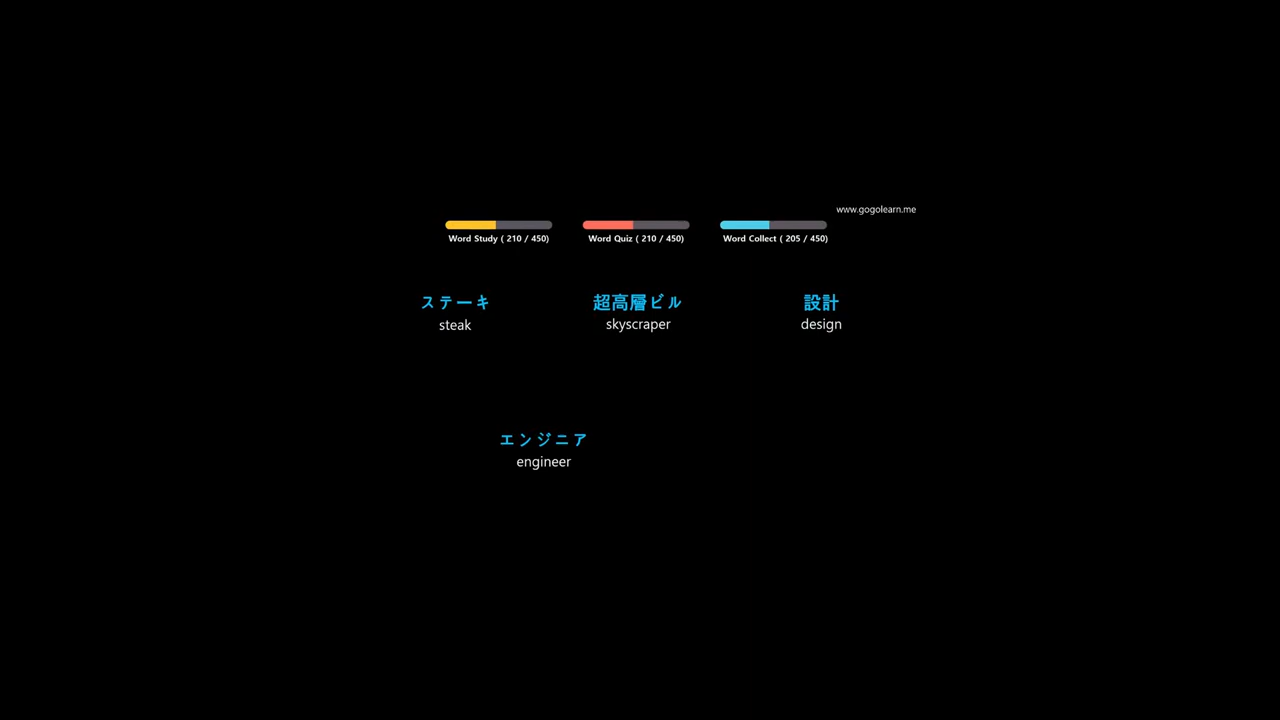 www.gogolearn.me
Word Study ( 210 / 450)
Word Quiz ( 210 / 450)
Word Collect ( 205 / 450)
ステーキ
steak
超高層ビル
skyscraper
設計
design
エンジニア
engineer